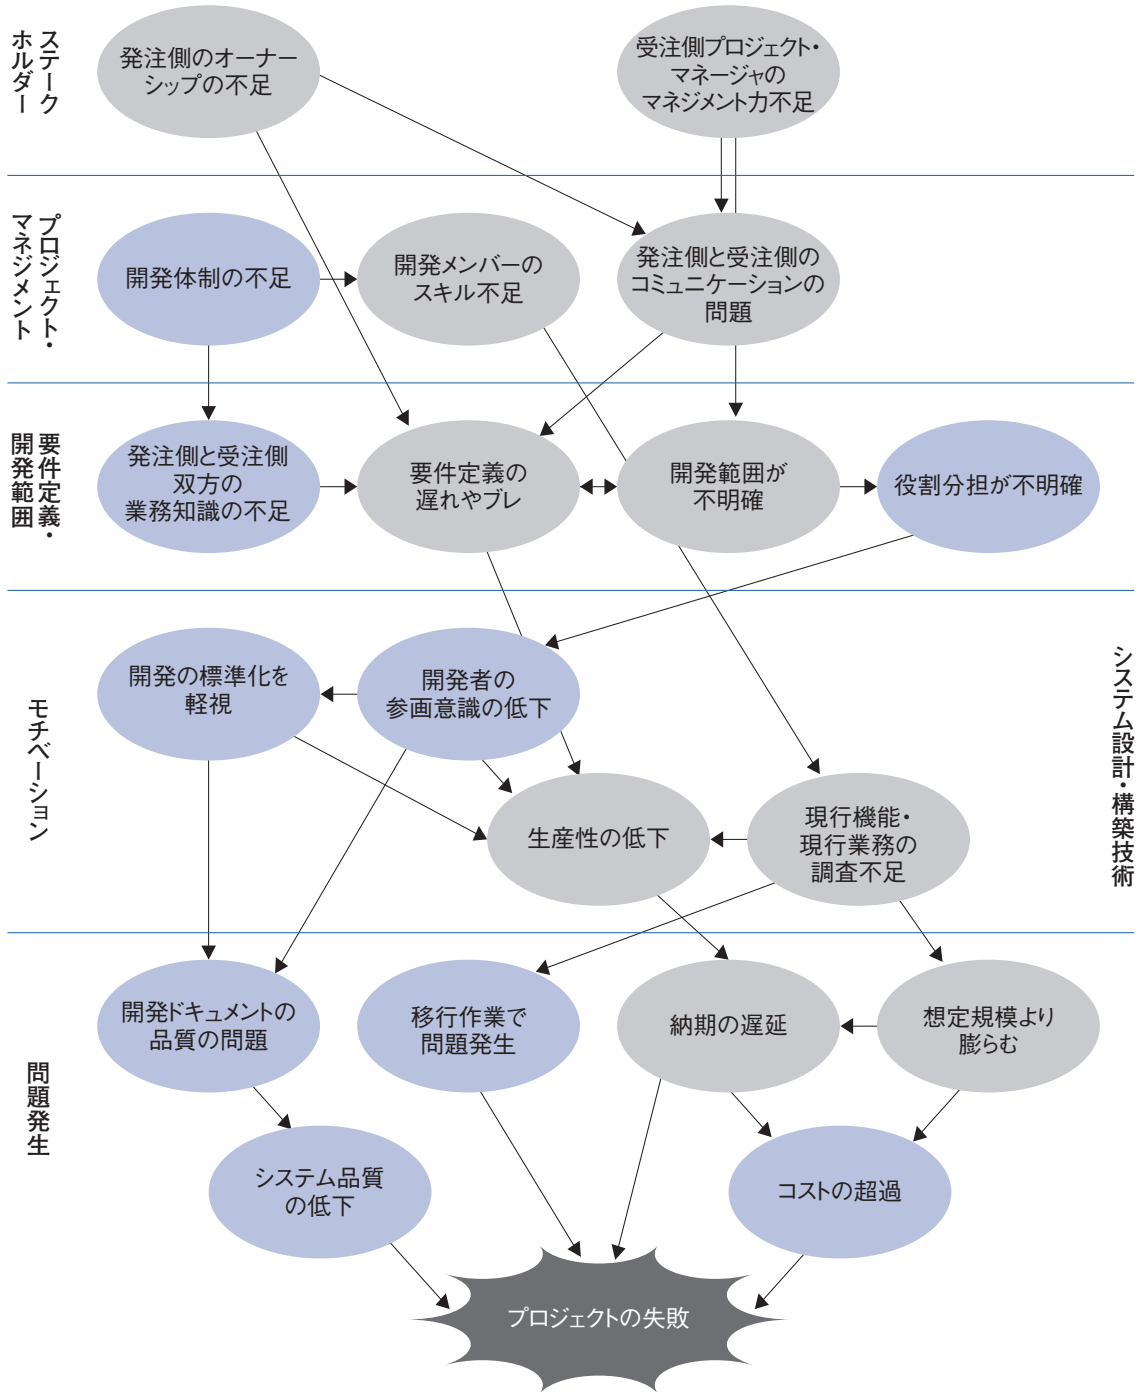 ステーク
ホルダー
発注側のオーナー
シップの不足
受注側プロジェクト・
マネージャの
マネジメント力不足
プロジェクト・
マネジメント
開発体制の不足
開発メンバーの
スキル不足
発注側と受注側の
コミュニケーションの
問題
要件定義・
開発範囲
発注側と受注側
双方の
業務知識の不足
要件定義の
遅れやブレ
開発範囲が
不明確
役割分担が不明確
モチベーション
開発の標準化を
軽視
開発者の
参画意識の低下
生産性の低下
現行機能・
現行業務の
調査不足
システム設計・構築技術
問題発生
開発ドキュメントの
品質の問題
移行作業で
問題発生
納期の遅延
想定規模より
膨らむ
システム品質
の低下
コストの超過
プロジェクトの失敗